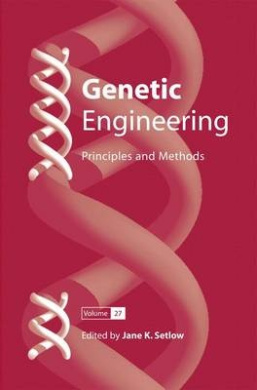 Genetic
Engineering
Principles and Methods
Volume 27
Edited by Jane K. Setlow